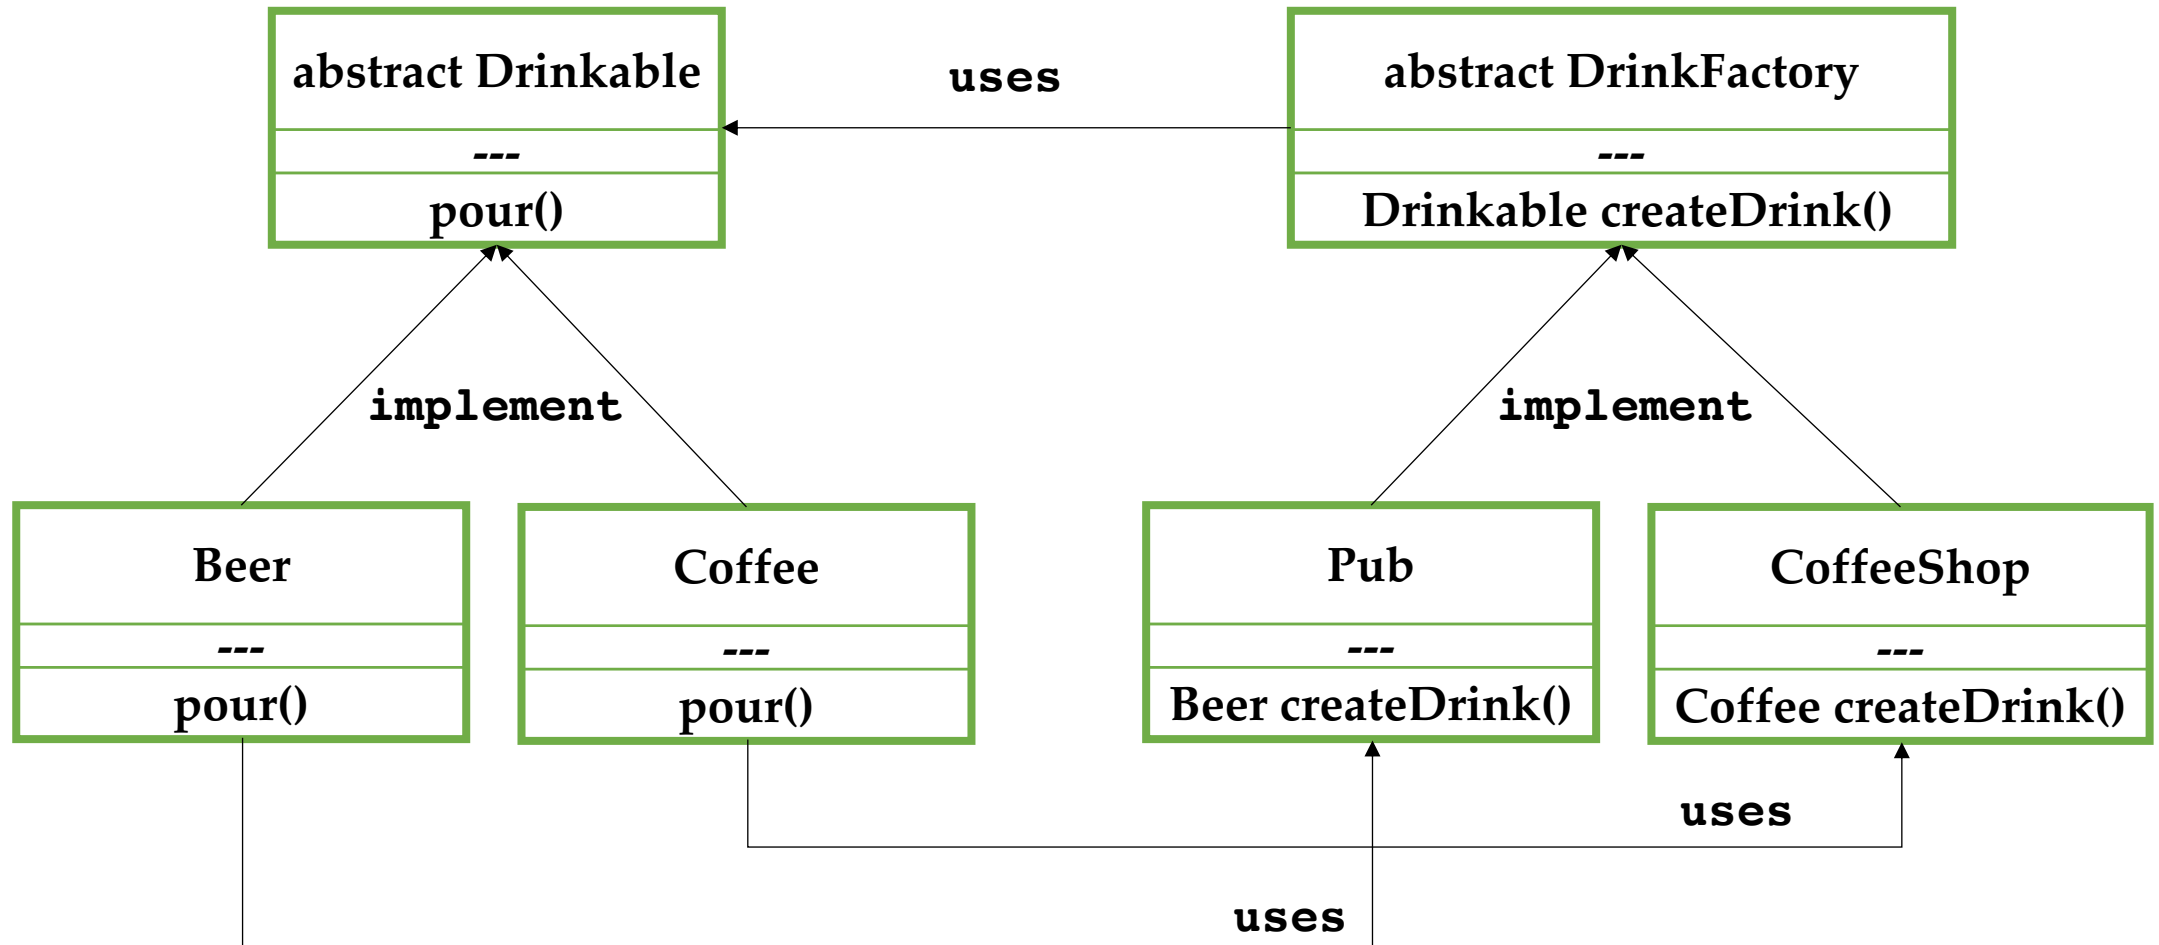 abstract Drinkable
---
pour()
uses
abstract DrinkFactory
---
Drinkable createDrink()
implement
implement
Beer
---
pour()
Coffee
---
pour()
Pub
---
Beer createDrink()
CoffeeShop
---
Coffee createDrink()
uses
uses